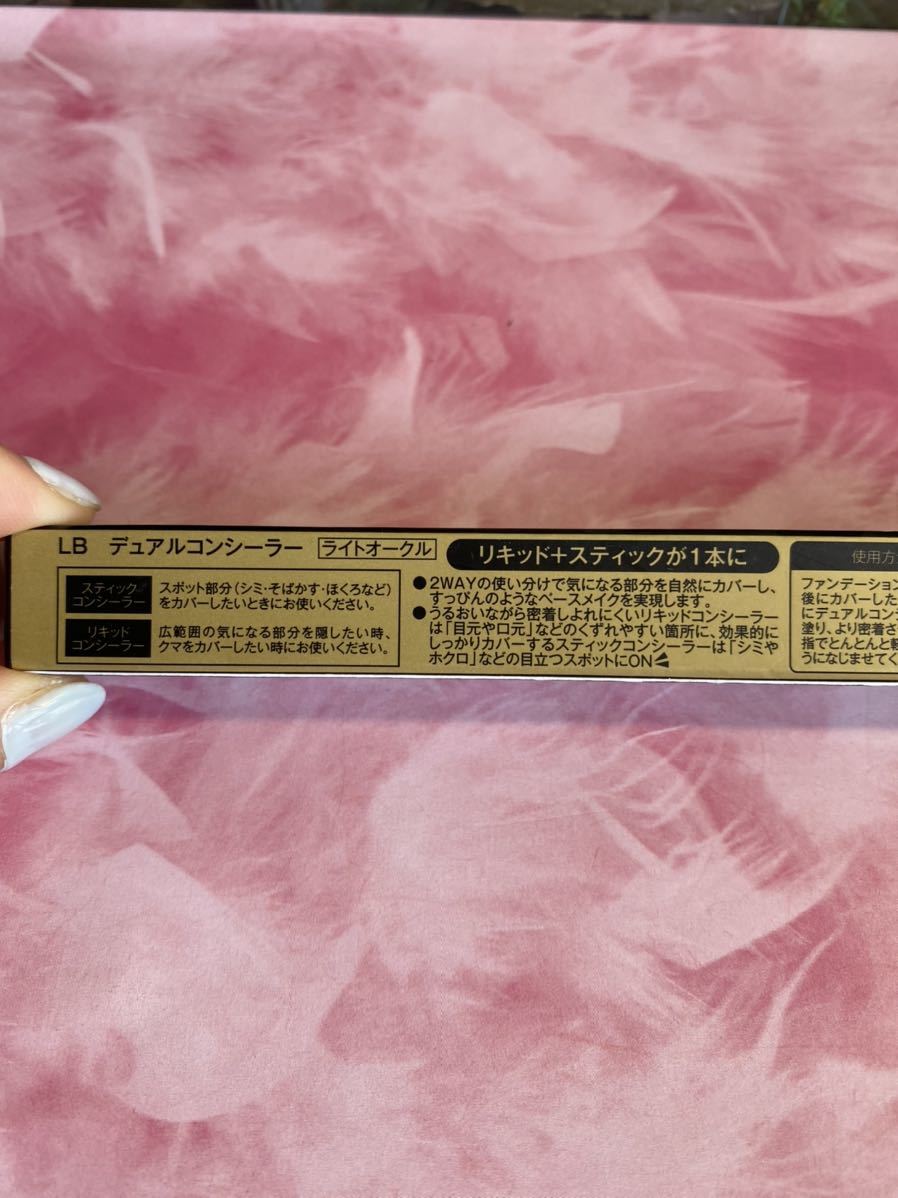 LB デュアルコンシーラー ライトオークル
スティック
コンシーラー
スポット部分(シミ・そばかす・ほくろなど)
をカバーしたいときにお使いください。
リキッド
コンシーラー
広範囲の気になる部分を隠したい時、
クマをカバーしたい時にお使いください。
リキッド+スティックが1本に
●2WAYの使い分けで気になる部分を自然にカバーし、
すっぴんのようなベースメイクを実現します。
●うるおいながら密着しよれにくいリキッドコンシーラー
は「目元や口元」などのくずれやすい箇所に、効果的に
しっかりカバーするスティックコンシーラーは「シミや
ホクロ」などの目立つスポットにON
使用方
ファンデーション
後にカバーした
にデュアルコン
塗り、より密着さ
指でとんとんと軽
うになじませてく